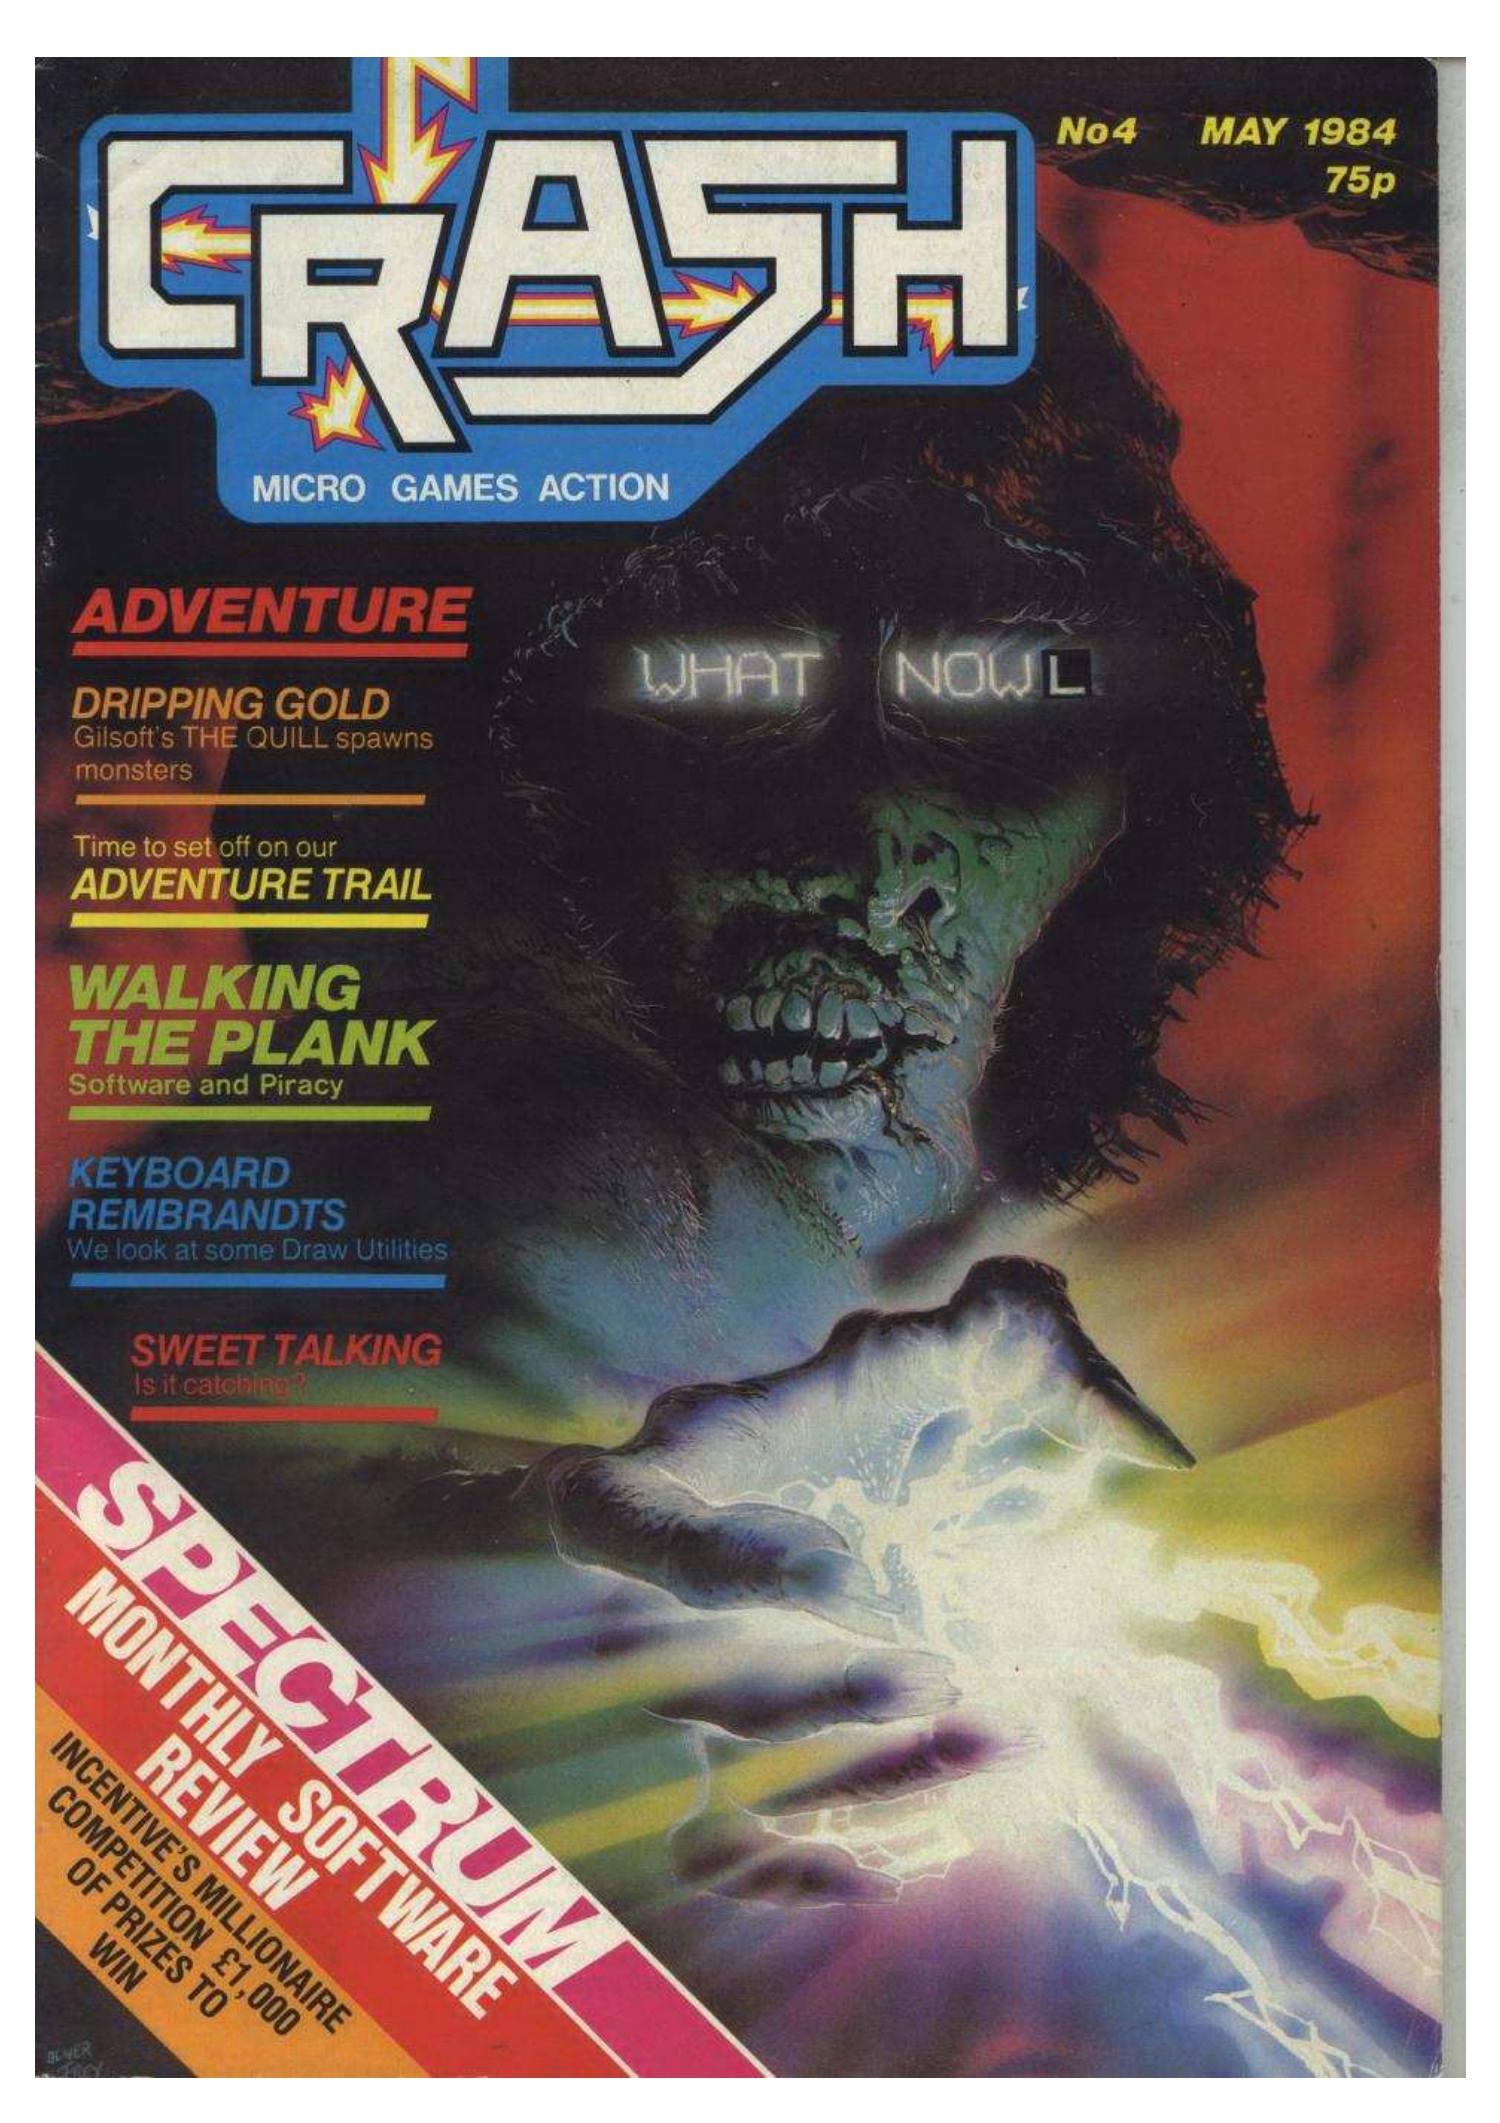 CRASH
No4 MAY 1984
75p
MICRO GAMES ACTION
WHAT NOW L
ADVENTURE
DRIPPING GOLD
Gilsoft's THE QUILL spawns
monsters
Time to set off on our
ADVENTURE TRAIL
WALKING
THE PLANK
Software and Piracy
KEYBOARD
REMBRANDTS
We look at some Draw Utilities
SWEET TALKING
Is it catching?
SPECTRUM
MONTHLY SOFTWARE
REVIEW
INCENTIVE'S MILLIONAIRE
COMPETITION £1,000
OF PRIZES TO
WIN
OLIVER
FREY